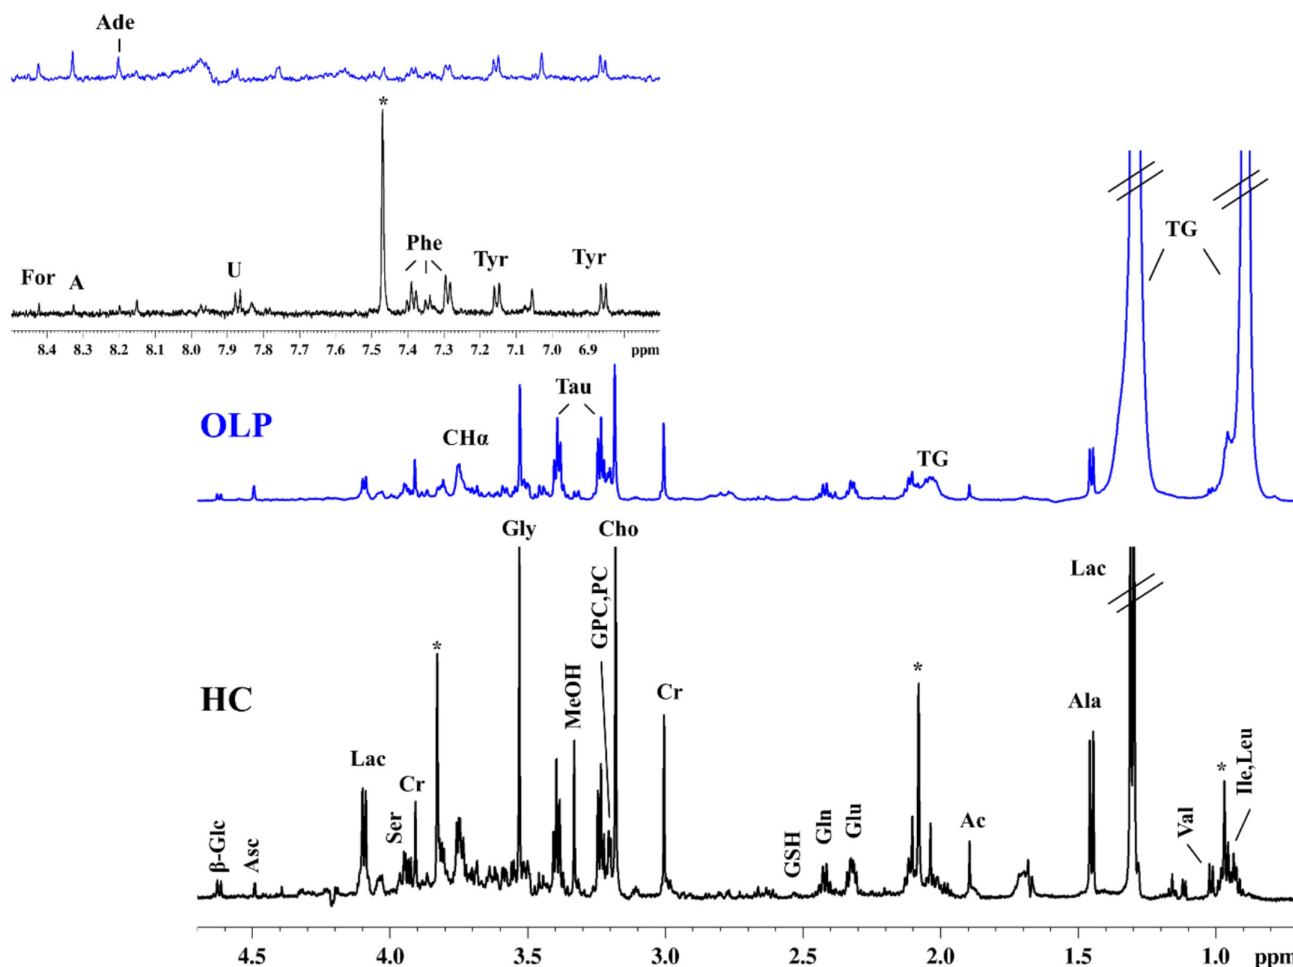 Ade
*
For
A
U
Phe
Tyr
Tyr
8.4 8.3 8.2 8.1 8.0 7.9 7.8 7.7 7.6 7.5 7.4 7.3 7.2 7.1 7.0 6.9 ppm
TG
OLP
CHα
Tau
TG
Gly
Cho
Lac
HC
β-Glc
Asc
Lac
Ser
Cr
*
MeOH
GPC,PC
Cr
GSH
Gln
Glu
*
Ac
Ala
Val
*
Ile,Leu
4.5 4.0 3.5 3.0 2.5 2.0 1.5 1.0 ppm